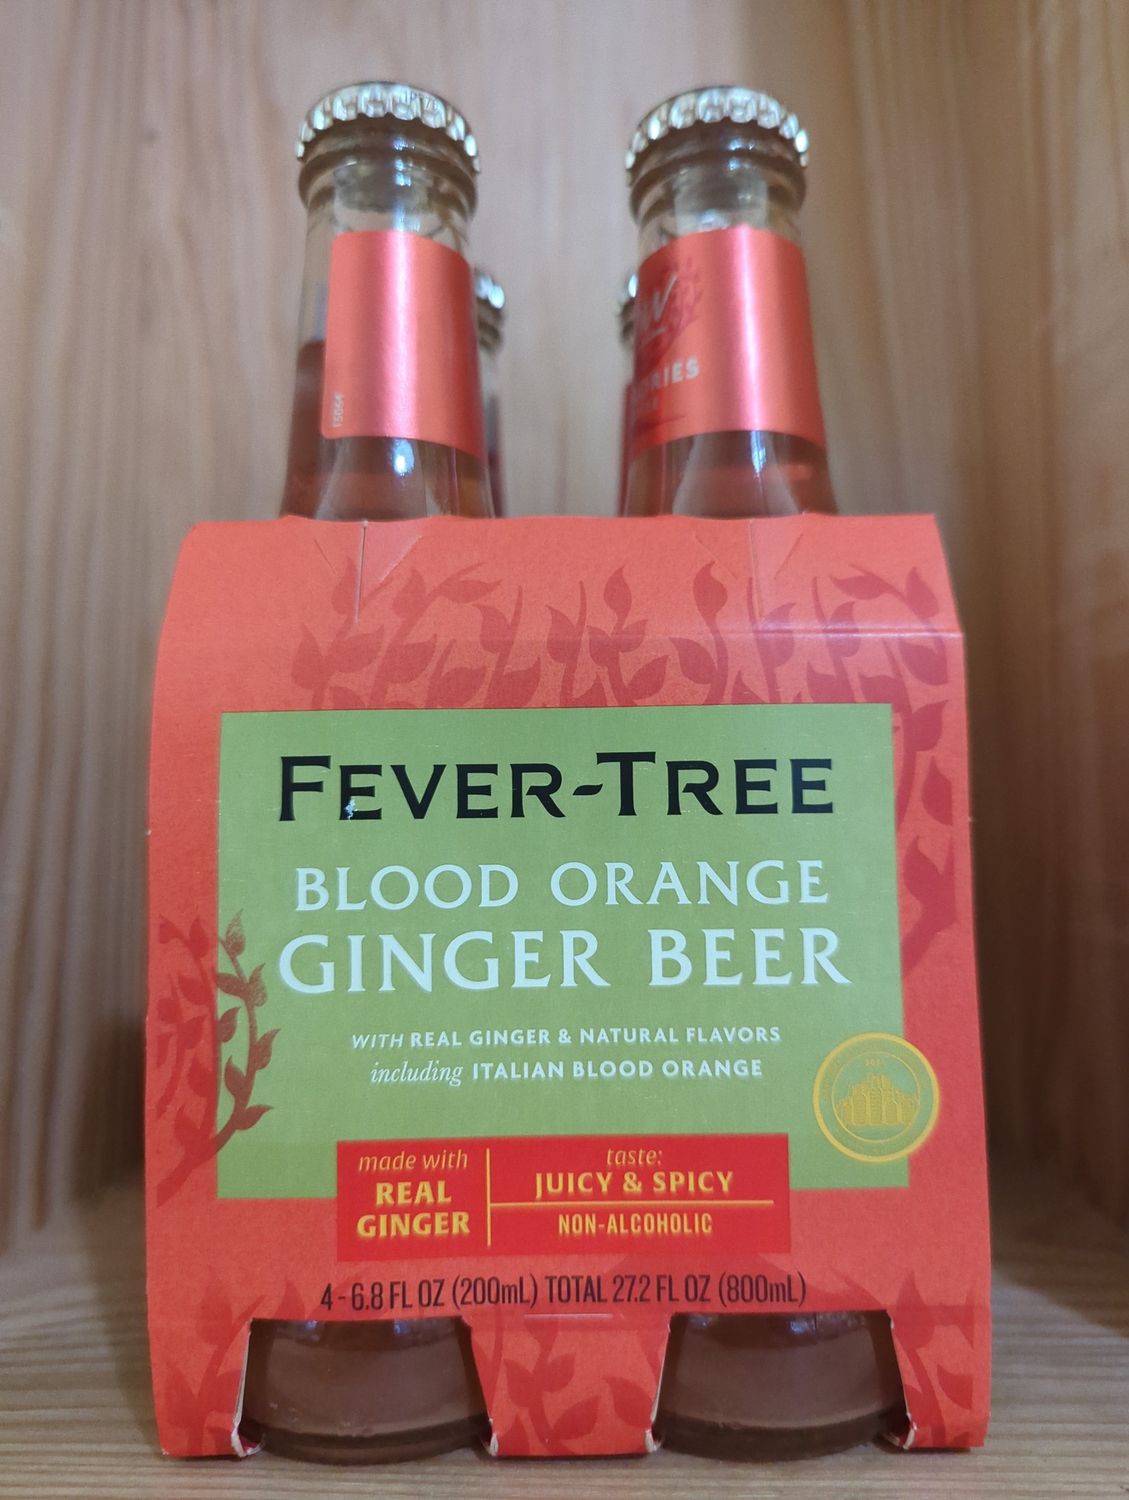 15064
FEVER-TREE
BLOOD ORANGE
GINGER BEER
WITH REAL GINGER & NATURAL FLAVORS
including ITALIAN BLOOD ORANGE
made with
REAL
GINGER
taste:
JUICY & SPICY
NON-ALCOHOLIC
4-6.8 FL OZ (200mL) TOTAL 27.2 FL OZ (800mL)